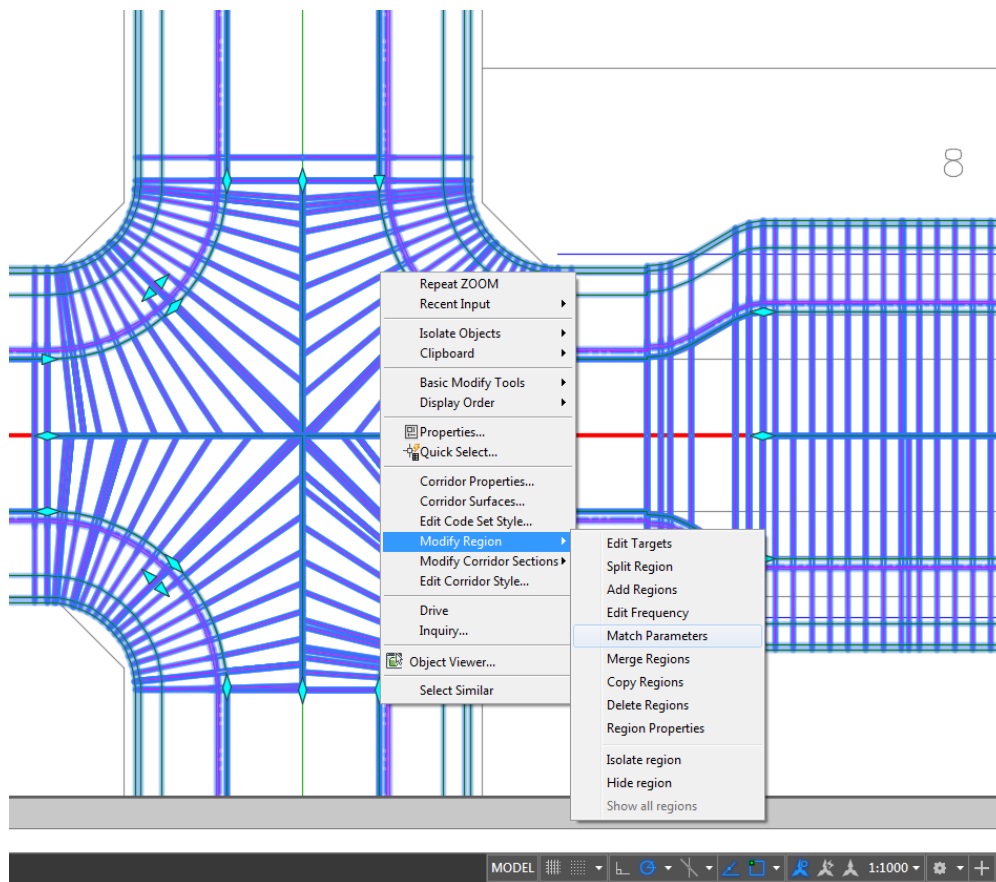 8
Repeat ZOOM
Recent Input
Isolate Objects
Clipboard
Basic Modify Tools
Display Order
Properties...
Quick Select...
Corridor Properties...
Corridor Surfaces...
Edit Code Set Style...
Modify Region
Modify Corridor Sections
Edit Corridor Style...
Drive
Inquiry...
Object Viewer...
Select Similar
Edit Targets
Split Region
Add Regions
Edit Frequency
Match Parameters
Merge Regions
Copy Regions
Delete Regions
Region Properties
Isolate region
Hide region
Show all regions
MODEL
1:1000